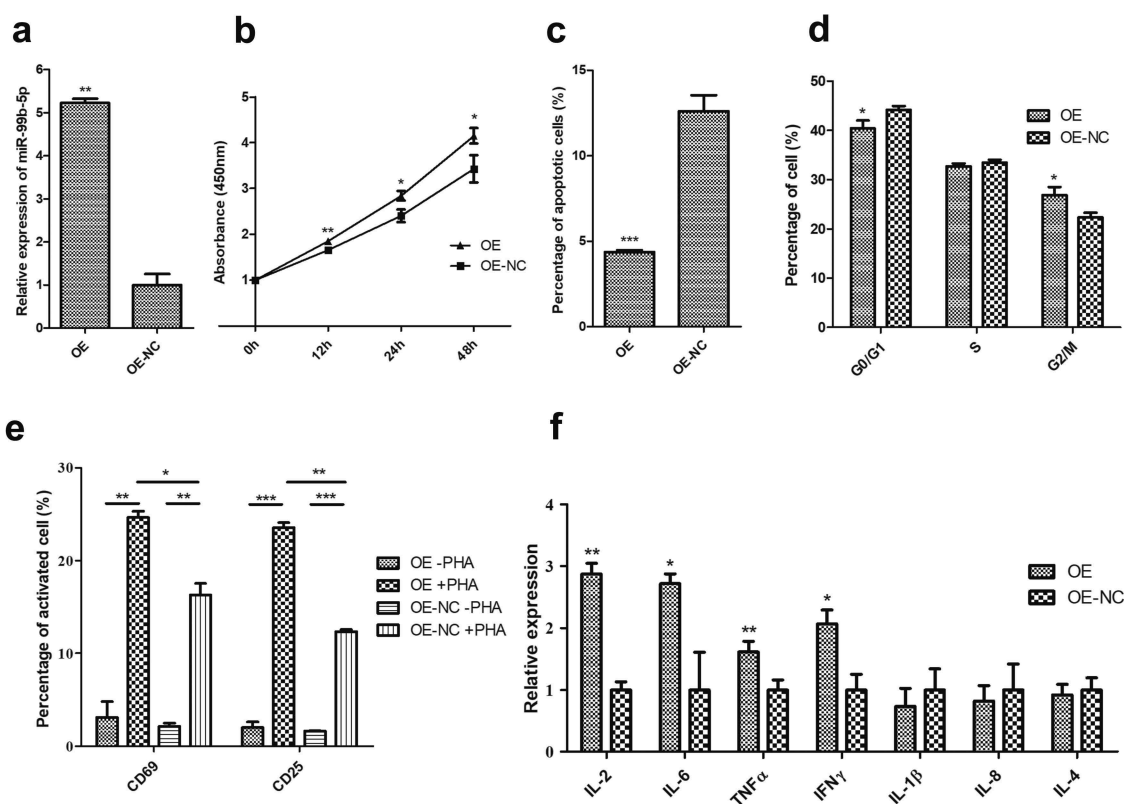 a
Relative expression of miR-99b-5p
6
5
4
3
2
1
0
**
OE
OE-NC
b
Absorbance (450nm)
5
4
3
2
1
**
*
*
OE
OE-NC
0h
12h
24h
48h
c
Percentage of apoptotic cells (%)
15
10
5
0
***
OE
OE-NC
d
Percentage of cell (%)
50
40
30
20
10
0
*
*
OE
OE-NC
G0/G1
S
G2/M
e
Percentage of activated cell (%)
30
20
10
0
*
**
**
**
***
***
OE -PHA
OE +PHA
OE-NC -PHA
OE-NC +PHA
CD69
CD25
f
Relative expression
4
3
2
1
0
**
*
**
*
OE
OE-NC
IL-2
IL-6
TNFα
IFNγ
IL-1β
IL-8
IL-4